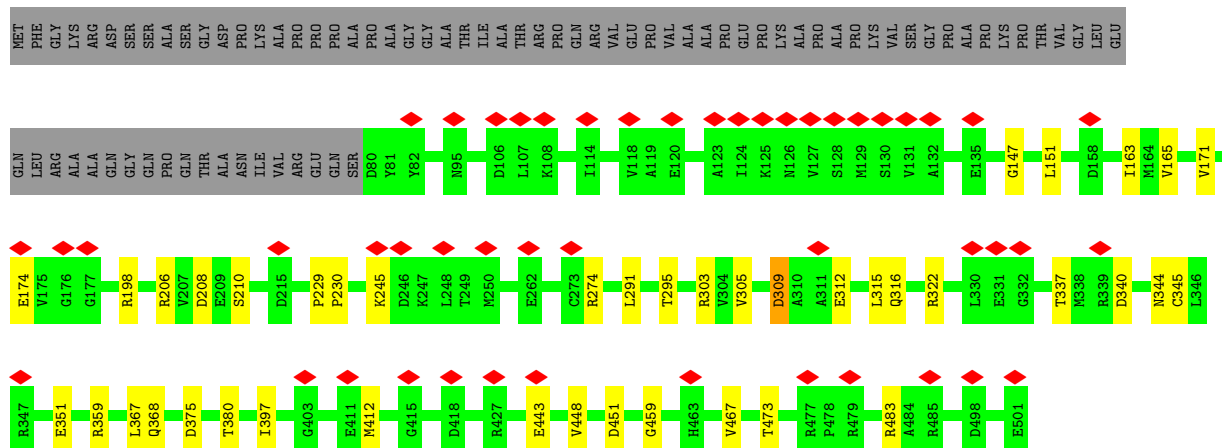 MET PHE GLY LYS ARG ASP SER SER ALA SER GLY ASP PRO LYS ALA PRO PRO PRO ALA PRO ALA GLY GLY ALA THR ILE ALA THR ARG PRO GLN ARG VAL GLU PRO VAL ALA ALA PRO GLU PRO LYS ALA PRO ALA PRO LYS VAL SER GLY PRO ALA PRO LYS PRO THR VAL GLY LEU GLU
GLN LEU ARG ALA ALA GLN GLY GLN PRO GLN THR ALA ASN ILE VAL ARG GLU GLN SER D80 Y81 Y82 N95 D106 L107 K108 I114 V118 A119 E120 A123 I124 K125 N126 V127 S128 M129 S130 V131 A132 E135 G147 L151 D158 I163 M164 V165 V171
E174 V175 G176 G177 R198 R206 V207 D208 E209 S210 D215 P229 P230 K245 D246 K247 L248 T249 M250 E262 C273 R274 L291 T295 R303 V304 V305 D309 A310 A311 E312 L315 Q316 R322 L330 E331 G332 T337 M338 R339 D340 N344 C345 L346
R347 E351 R359 L367 Q368 D375 T380 I397 G403 E411 M412 G415 D418 R427 E443 V448 D451 G459 H463 V467 T473 R477 P478 R479 R483 A484 R485 D498 E501